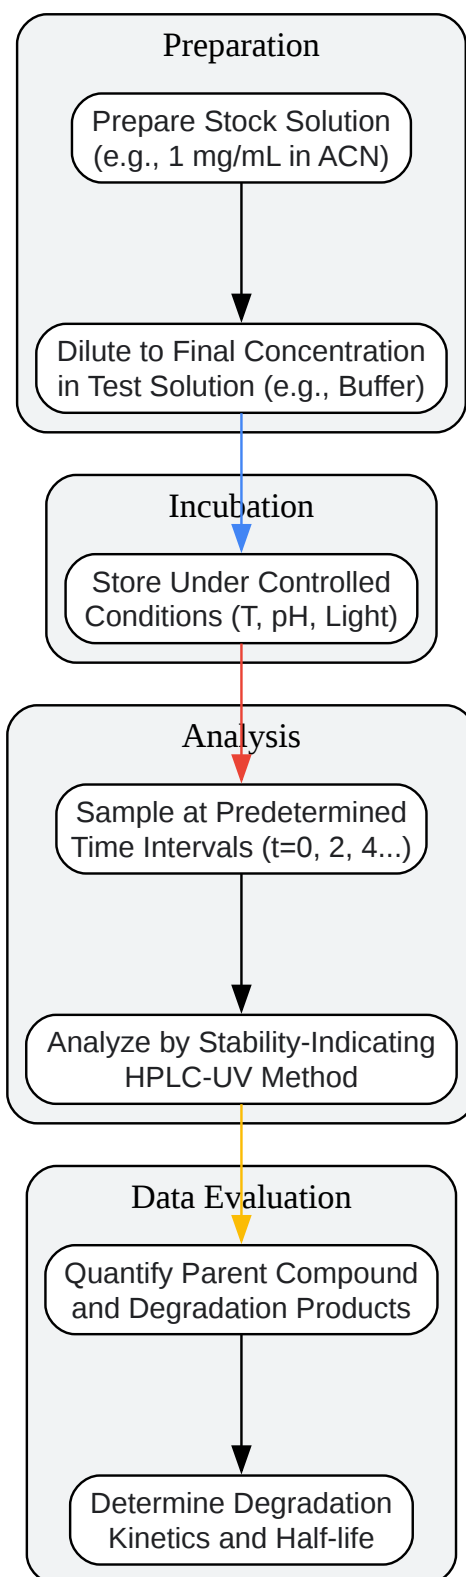 Preparation
Prepare Stock Solution
(e.g., 1 mg/mL in ACN)
Dilute to Final Concentration
in Test Solution (e.g., Buffer)
Incubation
Store Under Controlled
Conditions (T, pH, Light)
Analysis
Sample at Predetermined
Time Intervals (t=0, 2, 4...)
Analyze by Stability-Indicating
HPLC-UV Method
Data Evaluation
Quantify Parent Compound
and Degradation Products
Determine Degradation
Kinetics and Half-life